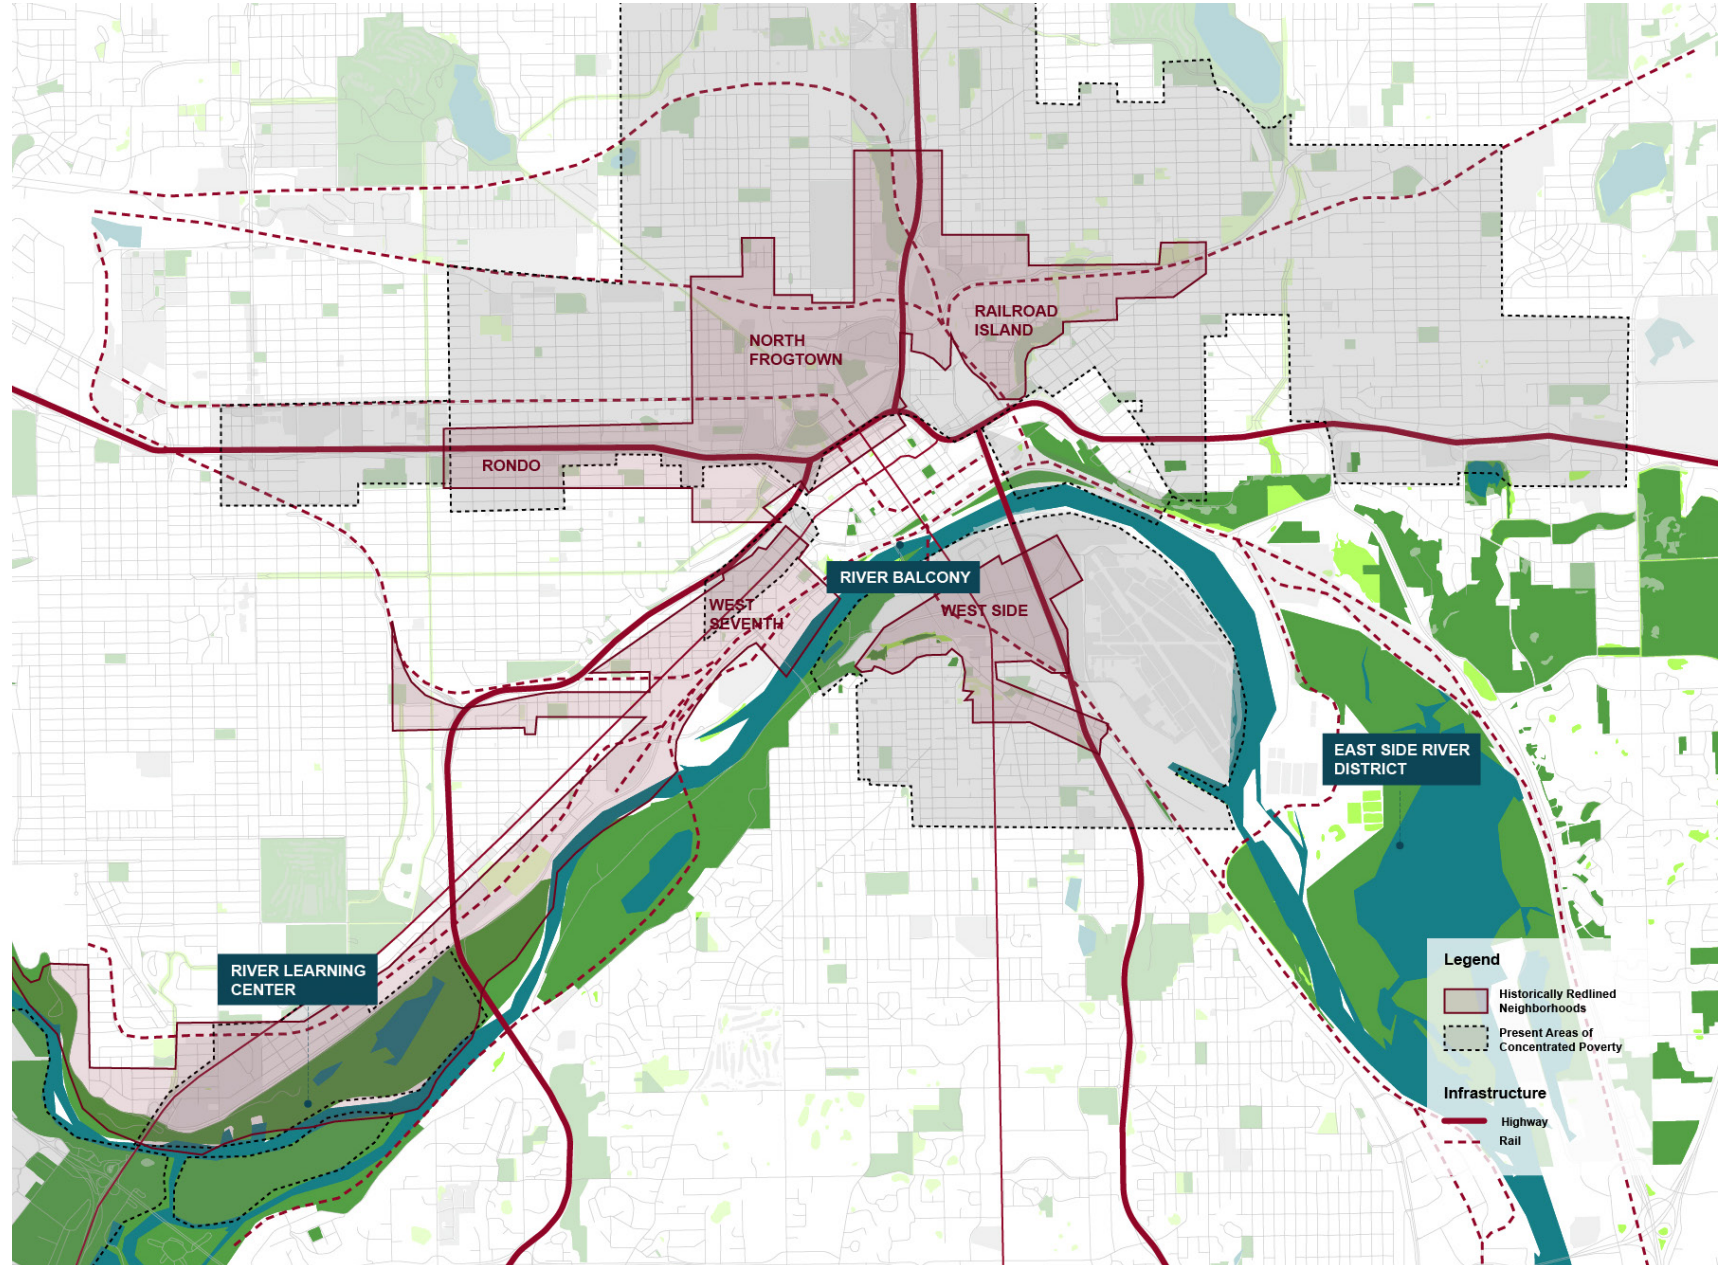 RAILROAD
ISLAND
NORTH
FROGTOWN
RONDO
RIVER BALCONY
WEST
SEVENTH
WEST SIDE
EAST SIDE RIVER
DISTRICT
RIVER LEARNING
CENTER
Legend
Historically Redlined
Neighborhoods
Present Areas of
Concentrated Poverty
Infrastructure
Highway
Rail